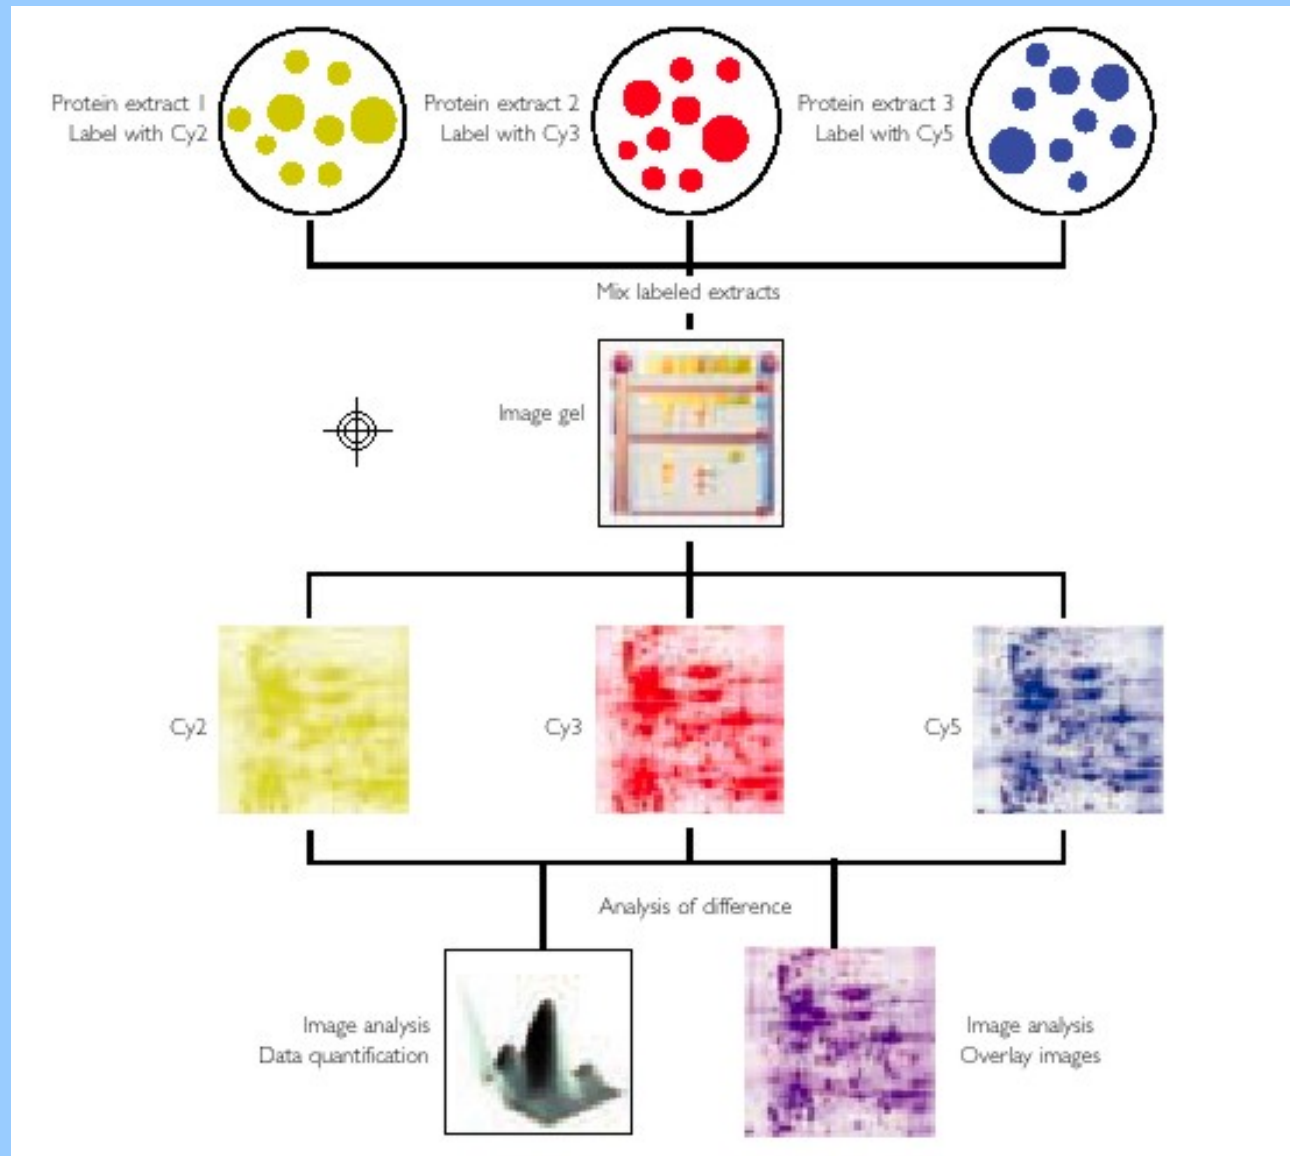 Protein extract 1
Label with Cy2
Protein extract 2
Label with Cy3
Protein extract 3
Label with Cy5
Mix labeled extracts
Image gel
Cy2
Cy3
Cy5
Analysis of difference
Image analysis
Data quantification
Image analysis
Overlay images